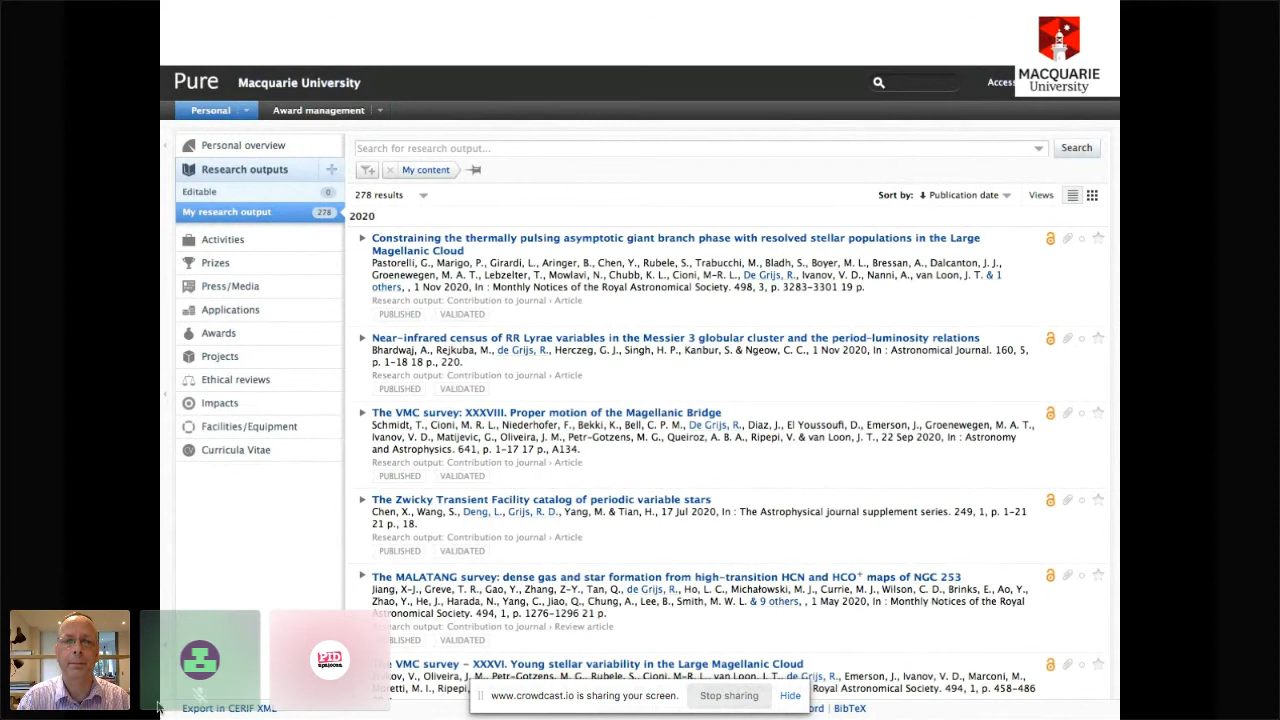 MACQUARIE
University
Pure Macquarie University
Access
Personal Award management
Personal overview
Research outputs
Editable 0
My research output 278
Activities
Prizes
Press/Media
Applications
Awards
Projects
Ethical reviews
Impacts
Facilities/Equipment
Curricula Vitae
Search for research output... Search
My content
278 results Sort by: Publication date Views
2020
Constraining the thermally pulsing asymptotic giant branch phase with resolved stellar populations in the Large
Magellanic Cloud
Pastorelli, G., Marigo, P., Girardi, L., Aringer, B., Chen, Y., Rubele, S., Trabucchi, M., Bladh, S., Boyer, M. L., Bressan, A., Dalcanton, J. J.,
Groenewegen, M. A. T., Lebzelter, T., Mowlavi, N., Chubb, K. L., Cioni, M-R. L., De Grijs, R., Ivanov, V. D., Nanni, A., van Loon, J. T. & 1
others, , 1 Nov 2020, In : Monthly Notices of the Royal Astronomical Society. 498, 3, p. 3283-3301 19 p.
Research output: Contribution to journal › Article
PUBLISHED VALIDATED
Near-infrared census of RR Lyrae variables in the Messier 3 globular cluster and the period-luminosity relations
Bhardwaj, A., Rejkuba, M., de Grijs, R., Herczeg, G. J., Singh, H. P., Kanbur, S. & Ngeow, C. C., 1 Nov 2020, In : Astronomical Journal. 160, 5,
p. 1-18 18 p., 220.
Research output: Contribution to journal › Article
PUBLISHED VALIDATED
The VMC survey: XXXVIII. Proper motion of the Magellanic Bridge
Schmidt, T., Cioni, M. R. L., Niederhofer, F., Bekki, K., Bell, C. P. M., De Grijs, R., Diaz, J., El Youssoufi, D., Emerson, J., Groenewegen, M. A. T.,
Ivanov, V. D., Matijevic, G., Oliveira, J. M., Petr-Gotzens, M. G., Queiroz, A. B. A., Ripepi, V. & van Loon, J. T., 22 Sep 2020, In : Astronomy
and Astrophysics. 641, p. 1-17 17 p., A134.
Research output: Contribution to journal › Article
PUBLISHED VALIDATED
The Zwicky Transient Facility catalog of periodic variable stars
Chen, X., Wang, S., Deng, L., Grijs, R. D., Yang, M. & Tian, H., 17 Jul 2020, In : The Astrophysical journal supplement series. 249, 1, p. 1-21
21 p., 18.
Research output: Contribution to journal › Article
PUBLISHED VALIDATED
The MALATANG survey: dense gas and star formation from high-transition HCN and HCO+ maps of NGC 253
Jiang, X-J., Greve, T. R., Gao, Y., Zhang, Z-Y., Tan, Q., de Grijs, R., Ho, L. C., Michałowski, M. J., Currie, M. J., Wilson, C. D., Brinks, E., Ao, Y.,
Zhao, Y., He, J., Harada, N., Yang, C., Jiao, Q., Chung, A., Lee, B., Smith, M. W. L. & 9 others, , 1 May 2020, In : Monthly Notices of the Royal
Astronomical Society. 494, 1, p. 1276-1296 21 p.
Research output: Contribution to journal › Review article
PUBLISHED VALIDATED
VMC survey - XXXVI. Young stellar variability in the Large Magellanic Cloud
V., Oliveira, J. M., Emerson, J., Ivanov, V. D., Marconi, M.,
Moretti, M. I., Ripepi, p. 458-486
PID
apalooza
www.crowdcast.io is sharing your screen. Stop sharing Hide
Export in CERIF XML BibTeX